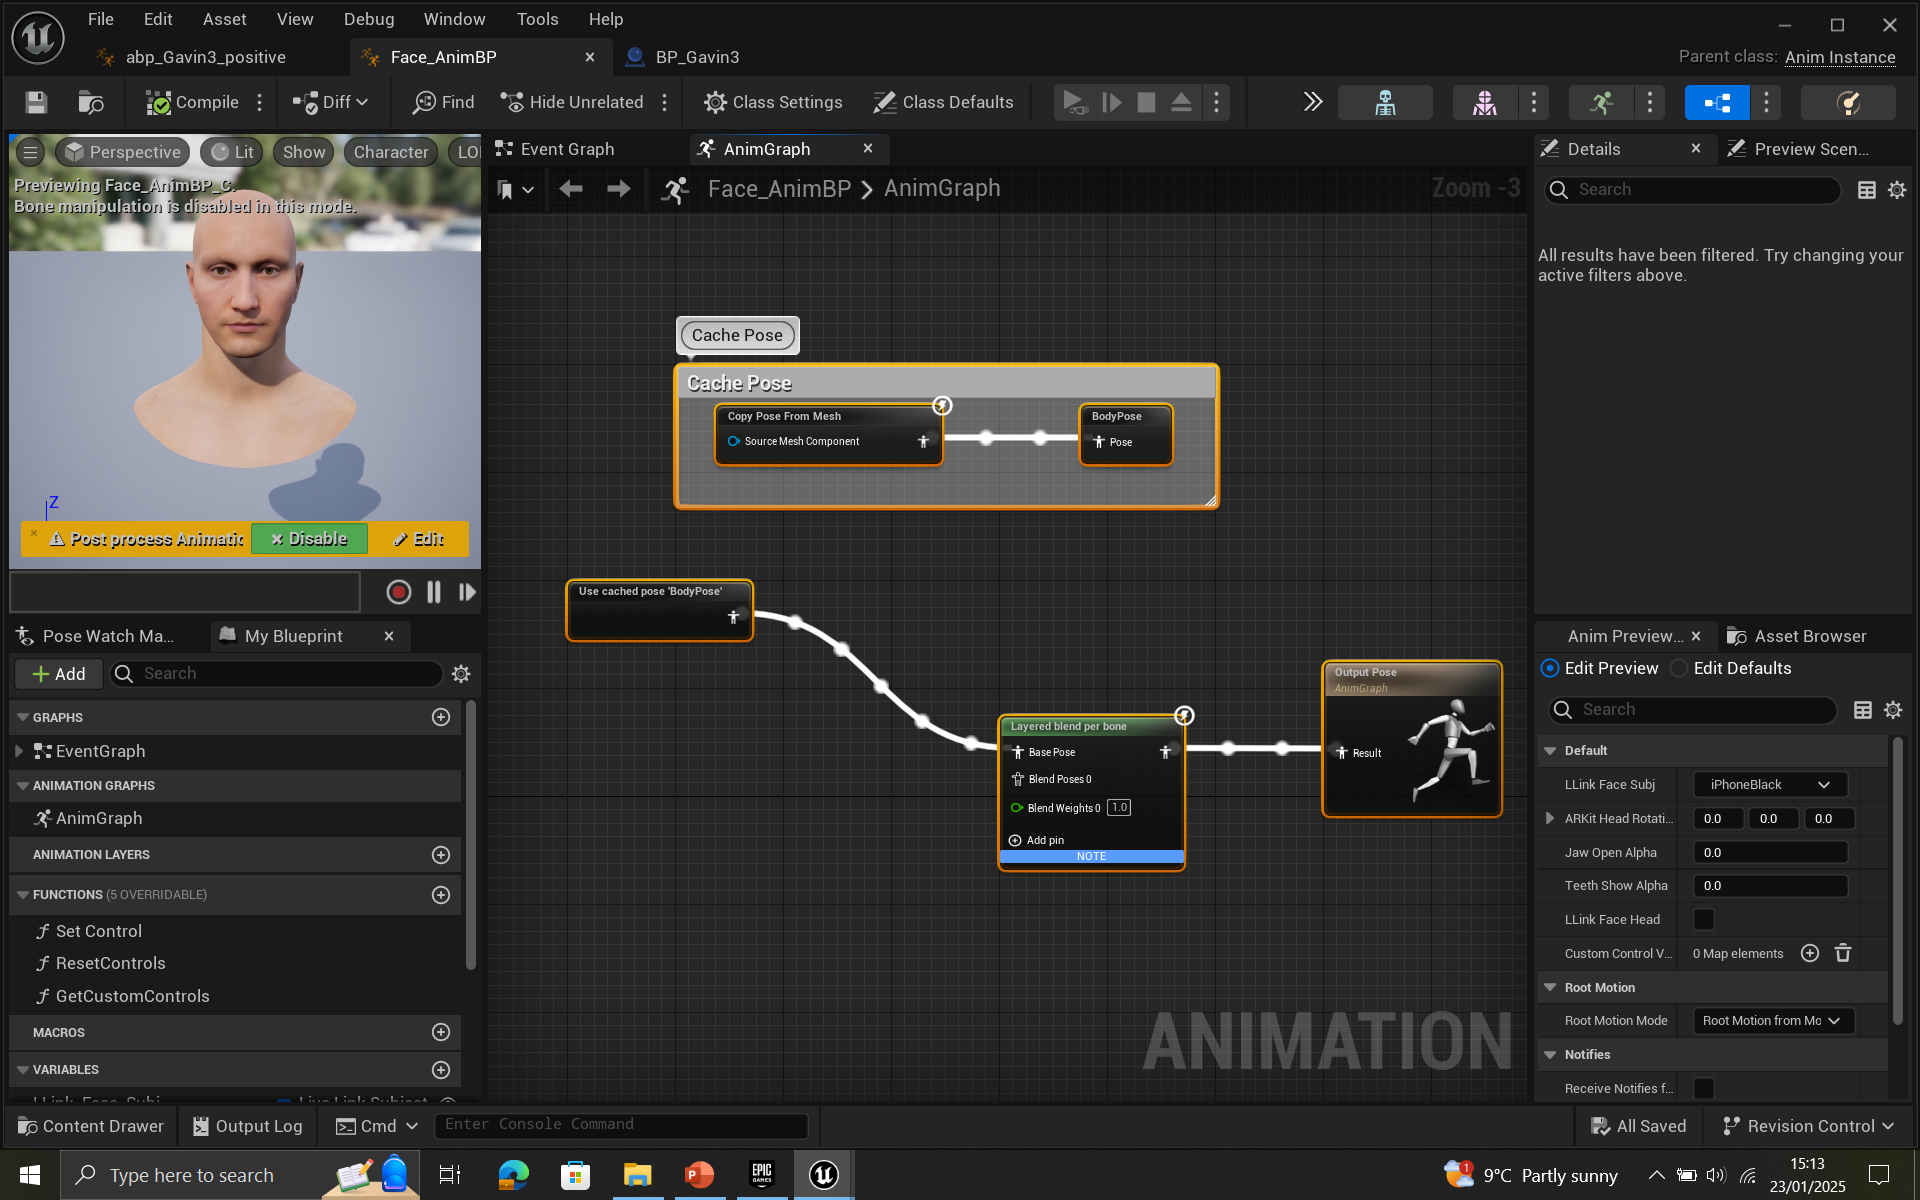 File Edit Asset View Debug Window Tools Help
abp_Gavin3_positive Face_AnimBP BP_Gavin3
Parent class: Anim Instance
Compile Diff Find Hide Unrelated Class Settings Class Defaults
Perspective Lit Show Character
Previewing Face_AnimBP_C.
Bone manipulation is disabled in this mode.
Z
Post process Disable Edit
Event Graph AnimGraph
Face_AnimBP AnimGraph
Zoom -3
Cache Pose
Cache Pose
Copy Pose From Mesh
Source Mesh Component
BodyPose
Pose
Use cached pose 'BodyPose'
Layered blend per bone
Base Pose
Blend Poses 0
Blend Weights 0 1.0
Add pin
NOTE
Output Pose
AnimGraph
Result
ANIMATION
Pose Watch Ma... My Blueprint
Add Search
GRAPHS
EventGraph
ANIMATION GRAPHS
AnimGraph
ANIMATION LAYERS
FUNCTIONS (5 OVERRIDABLE)
Set Control
ResetControls
GetCustomControls
MACROS
VARIABLES
Details Preview Scen...
Search
All results have been filtered. Try changing your
active filters above.
Anim Preview... Asset Browser
Edit Preview Edit Defaults
Search
Default
LLink Face Subj iPhoneBlack
ARKit Head Rotati... 0.0 0.0 0.0
Jaw Open Alpha 0.0
Teeth Show Alpha 0.0
LLink Face Head
Custom Control V... 0 Map elements
Root Motion
Root Motion Mode Root Motion from Mo
Notifies
Receive Notifies f...
Content Drawer Output Log Cmd Enter Console Command
All Saved Revision Control
Type here to search
EPIC GAMES
1
9°C Partly sunny
15:13
23/01/2025